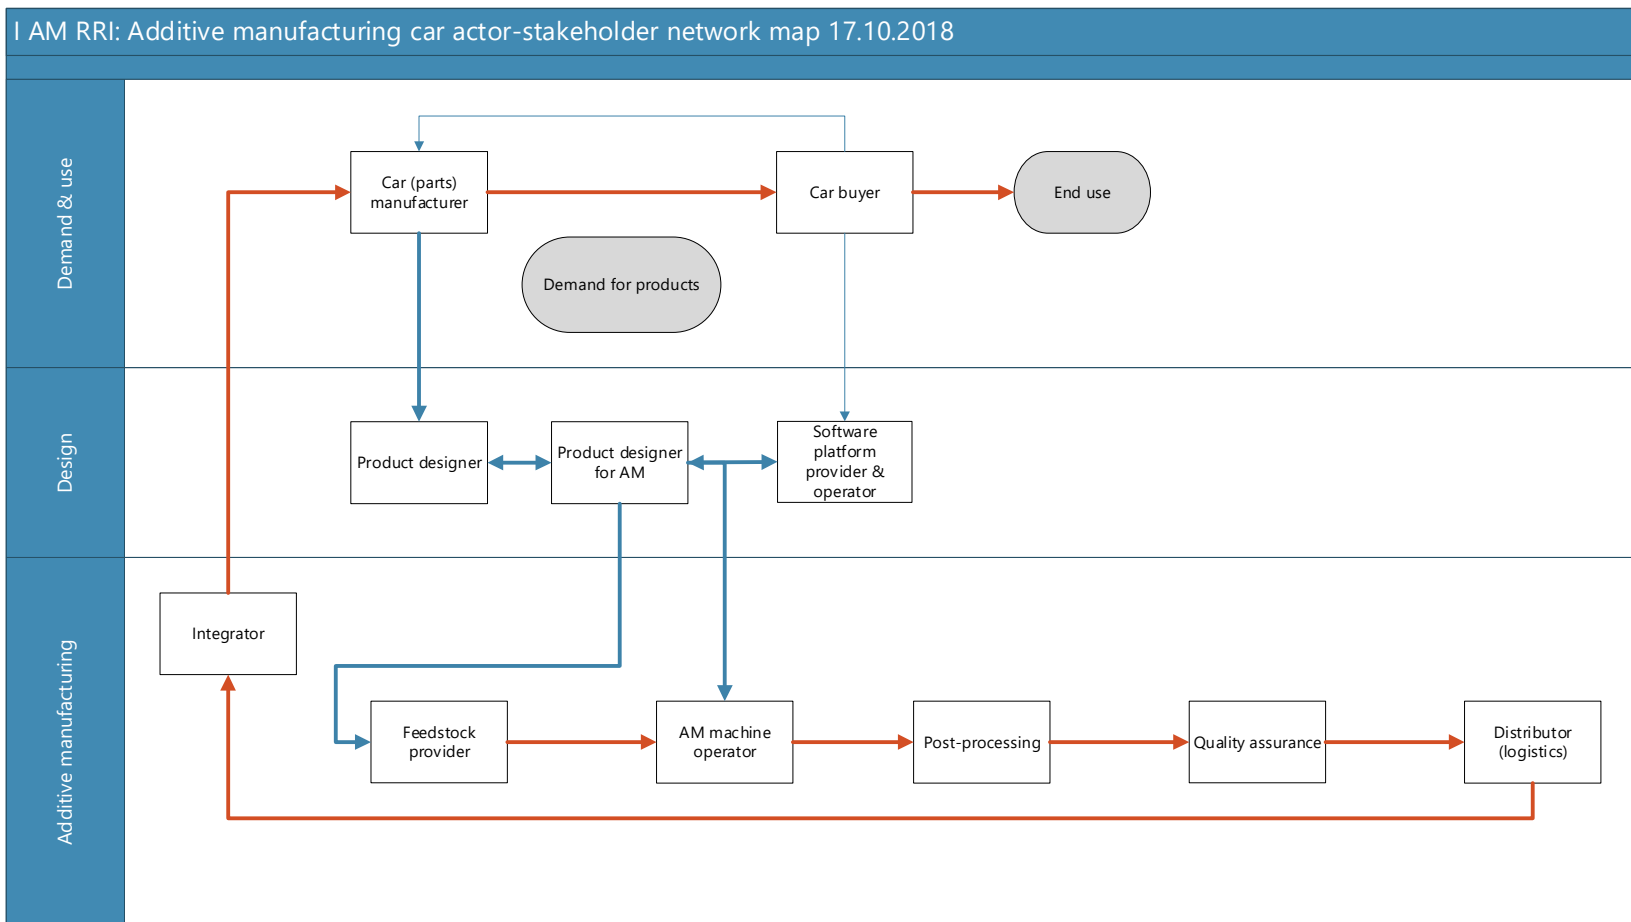 I AM RRI: Additive manufacturing car actor-stakeholder network map 17.10.2018
Demand & use
Car (parts)
manufacturer
Car buyer
End use
Demand for products
Design
Product designer
Product designer
for AM
Software
platform
provider &
operator
Additive manufacturing
Integrator
Feedstock
provider
AM machine
operator
Post-processing
Quality assurance
Distributor
(logistics)